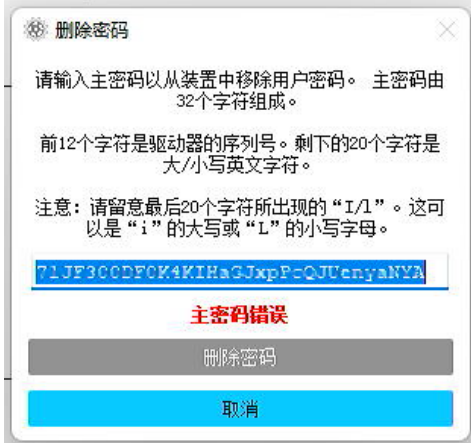 删除密码
请输入主密码以从装置中移除用户密码。 主密码由
32个字符组成。
前12个字符是驱动器的序列号。剩下的20个字符是
大/小写英文字符。
注意：请留意最后20个字符所出现的“I/l”。这可
以是“i”的大写或“L”的小写字母。
主密码错误
删除密码
取消